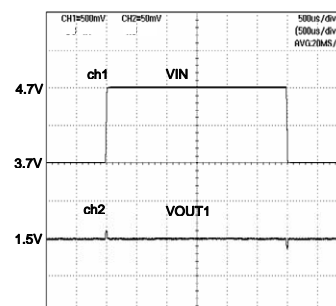 CH1=500mV CH2=50mV 500us/div
(500us/div
AVG20MS/
ch1 VIN
4.7V
3.7V
ch2 VOUT1
1.5V